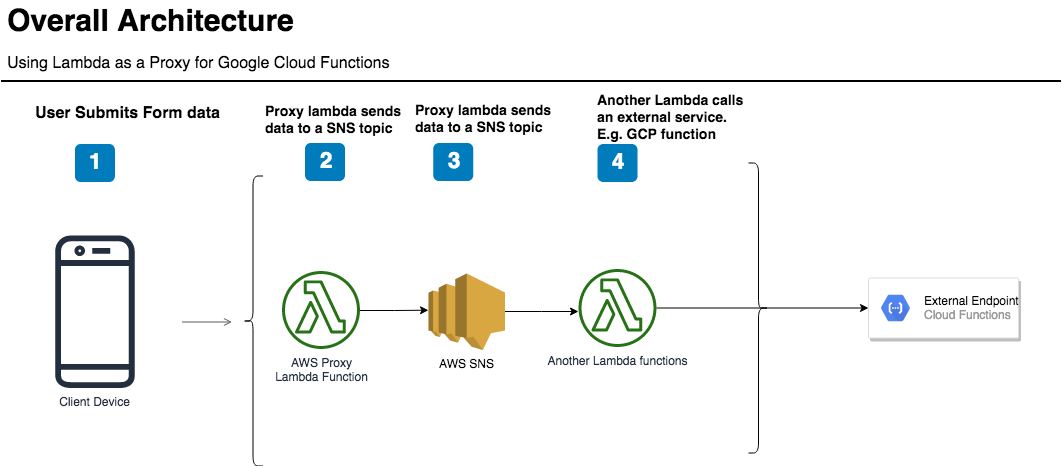 Overall Architecture
Using Lambda as a Proxy for Google Cloud Functions
User Submits Form data
1
Proxy lambda sends
data to a SNS topic
2
Proxy lambda sends
data to a SNS topic
3
Another Lambda calls
an external service.
E.g. GCP function
4
Client Device
AWS Proxy
Lambda Function
AWS SNS
Another Lambda functions
External Endpoint
Cloud Functions